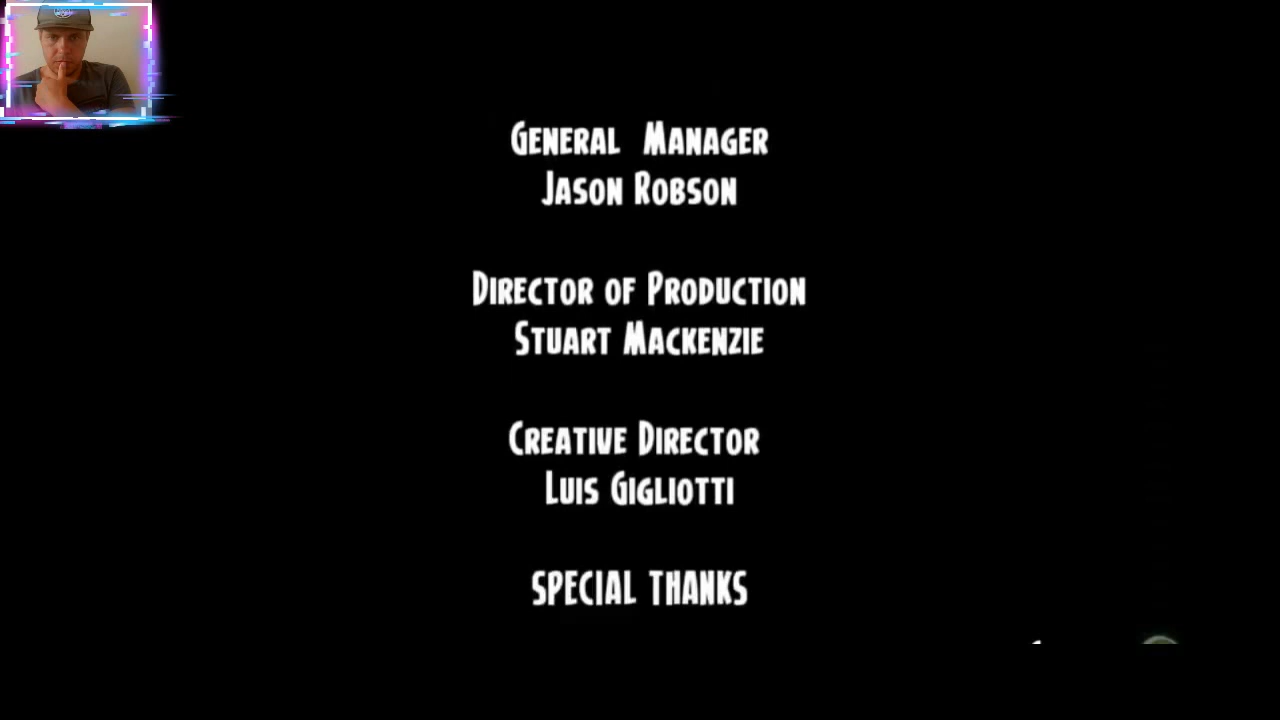 General Manager
Jason Robson
Director of Production
Stuart Mackenzie
Creative Director
Luis Gigliotti
SPECIAL THANKS